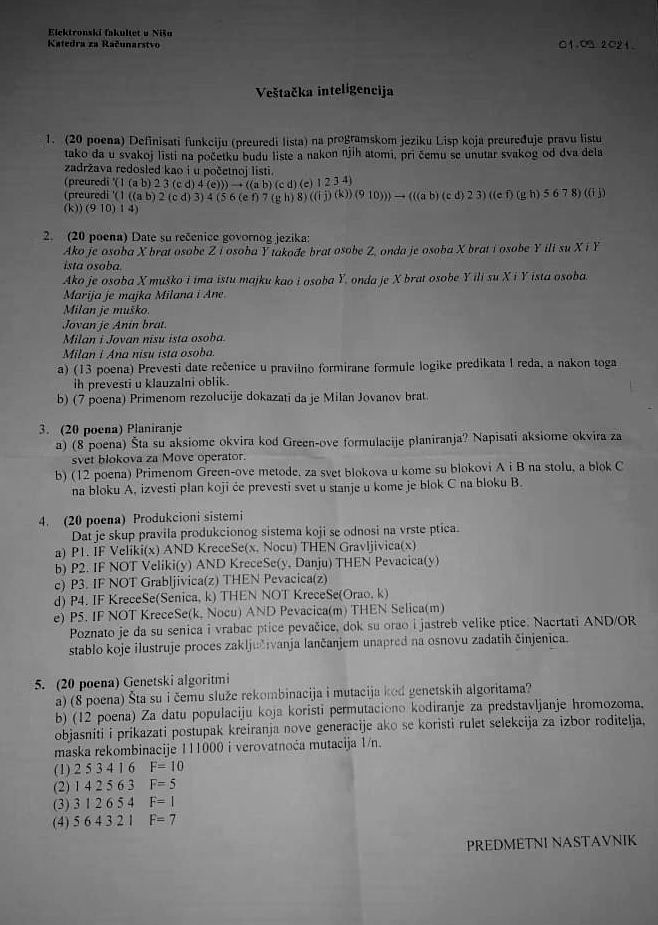 Elektronski fakultet u Nišu
Katedra za Računarstvo
01.09.2021.
Veštačka inteligencija
1. (20 poena) Definisati funkciju (preuredi lista) na programskom jeziku Lisp koja preuređuje pravu listu
tako da u svakoj listi na početku budu liste a nakon njih atomi, pri čemu se unutar svakog od dva dela
zadržava redosled kao i u početnoj listi.
(preuredi '(1 (a b) 2 3 (c d) 4 (e))) → ((a b) (c d) (e) 1 2 3 4)
(preuredi '(1 ((a b) 2 (c d) 3) 4 (5 6 (e f) 7 (g h) 8) ((i j) (k)) (9 10))) → (((a b) (c d) 2 3) ((e f) (g h) 5 6 7 8) ((i j)
(k)) (9 10) 1 4)
2. (20 poena) Date su rečenice govornog jezika:
Ako je osoba X brat osobe Z i osoba Y takođe brat osobe Z, onda je osoba X brat i osobe Y ili su X i Y
ista osoba.
Ako je osoba X muško i ima istu majku kao i osoba Y, onda je X brat osobe Y ili su X i Y ista osoba.
Marija je majka Milana i Ane.
Milan je muško.
Jovan je Anin brat.
Milan i Jovan nisu ista osoba.
Milan i Ana nisu ista osoba.
a) (13 poena) Prevesti date rečenice u pravilno formirane formule logike predikata I reda, a nakon toga
ih prevesti u klauzalni oblik.
b) (7 poena) Primenom rezolucije dokazati da je Milan Jovanov brat.
3. (20 poena) Planiranje
a) (8 poena) Šta su aksiome okvira kod Green-ove formulacije planiranja? Napisati aksiome okvira za
svet blokova za Move operator.
b) (12 poena) Primenom Green-ove metode, za svet blokova u kome su blokovi A i B na stolu, a blok C
na bloku A, izvesti plan koji će prevesti svet u stanje u kome je blok C na bloku B.
4. (20 poena) Produkcioni sistemi
Dat je skup pravila produkcionog sistema koji se odnosi na vrste ptica.
a) P1. IF Veliki(x) AND KreceSe(x, Nocu) THEN Gravljivica(x)
b) P2. IF NOT Veliki(y) AND KreceSe(y, Danju) THEN Pevacica(y)
c) P3. IF NOT Grabljivica(z) THEN Pevacica(z)
d) P4. IF KreceSe(Senica, k) THEN NOT KreceSe(Orao, k)
e) P5. IF NOT KreceSe(k, Nocu) AND Pevacica(m) THEN Selica(m)
Poznato je da su senica i vrabac ptice pevačice, dok su orao i jastreb velike ptice. Nacrtati AND/OR
stablo koje ilustruje proces zaključivanja lančanjem unapred na osnovu zadatih činjenica.
5. (20 poena) Genetski algoritmi
a) (8 poena) Šta su i čemu služe rekombinacija i mutacija kod genetskih algoritama?
b) (12 poena) Za datu populaciju koja koristi permutaciono kodiranje za predstavljanje hromozoma,
objasniti i prikazati postupak kreiranja nove generacije ako se koristi rulet selekcija za izbor roditelja,
maska rekombinacije 111000 i verovatnoća mutacija 1/n.
(1) 2 5 3 4 1 6 F= 10
(2) 1 4 2 5 6 3 F= 5
(3) 3 1 2 6 5 4 F= 1
(4) 5 6 4 3 2 1 F= 7
PREDMETNI NASTAVNIK